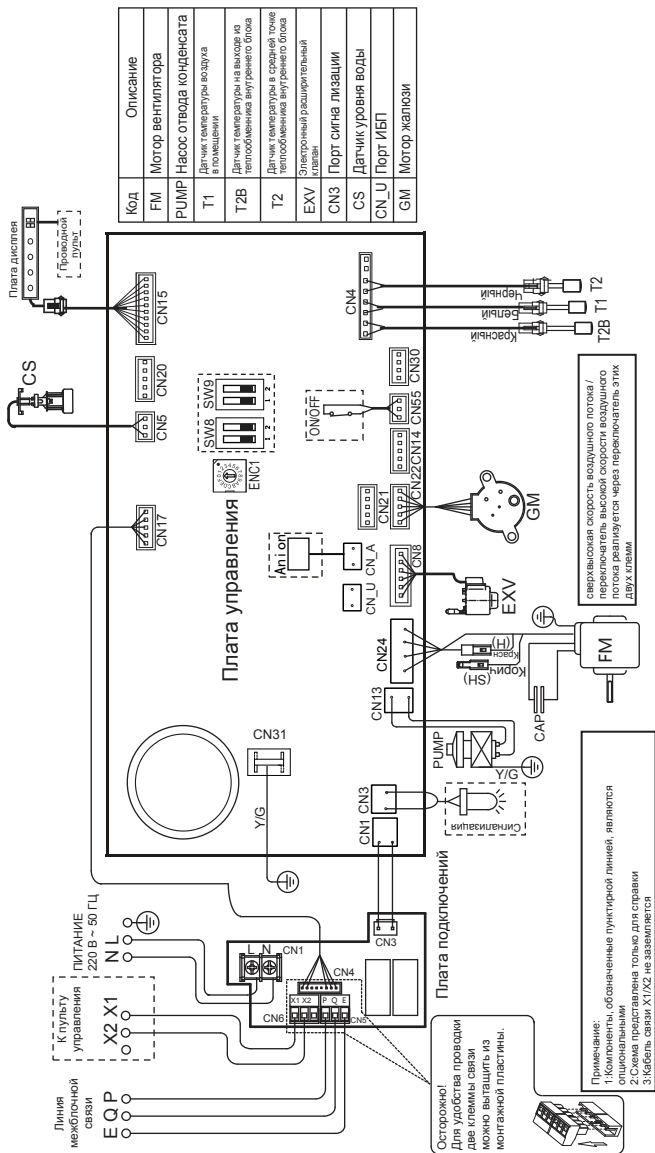 Код
Описание
FM
Мотор вентилятора
PUMP
Насос отвода конденсата
T1
Датчик температуры воздуха
в помещении
T2B
Датчик температуры на выходе из
теплообменника внутреннего блока
T2
Датчик температуры в средней точке
теплообменника внутреннего блока
EXV
Электронный расширительный
клапан
CN3
Порт сигна лизации
CS
Датчик уровня воды
CN_U
Порт ИБП
GM
Мотор жалюзи
Плата дисплея
Проводной
пульт
CS
CN15
CN20
CN5
CN17
SW9
SW8
1 2
1 2
ENC1
Плата управления
CN31
Y/G
ON/OFF
Anion
CN_A
CN_U
CN4
CN30
CN55
CN14
CN22
CN21
CN8
CN24
CN13
CN3
CN1
Черный
Белый
Красный
T2
T1
T2B
GM
EXV
(H)
Красн
(SH)
Корич
FM
CAP
PUMP
Y/G
Сигнализация
сверхвысокая скорость воздушного потока /
переключатель высокой скорости воздушного
потока реализуется через переключатель этих
двух клемм
ПИТАНИЕ
220 В ~ 50 ГЦ
N L
К пульту
управления
X2 X1
Линия
межблочной
связи
E Q P
L N
CN1
CN4
X1 X2
P Q E
CN6
CN5
CN3
Плата подключений
Осторожно!
Для удобства проводки
две клеммы связи
можно вытащить из
монтажной пластины.
Примечание:
1:Компоненты, обозначенные пунктирной линией, являются
опциональными
2:Схема представлена только для справки
3:Кабель связи X1/X2 не заземляется